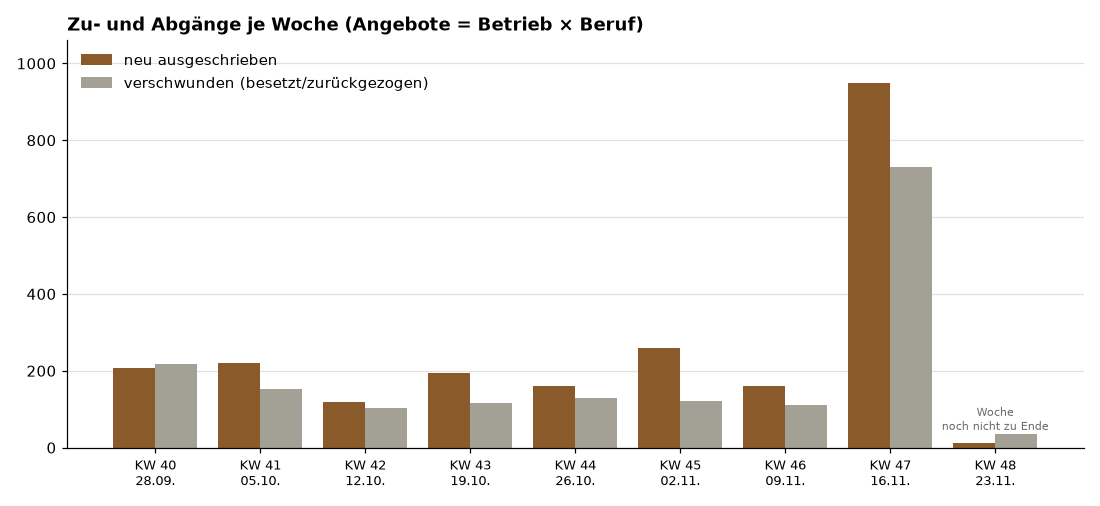 Zu- und Abgänge je Woche (Angebote = Betrieb × Beruf)
neu ausgeschrieben
verschwunden (besetzt/zurückgezogen)
1000
800
600
400
200
0
Woche
noch nicht zu Ende
KW 40
28.09.
KW 41
05.10.
KW 42
12.10.
KW 43
19.10.
KW 44
26.10.
KW 45
02.11.
KW 46
09.11.
KW 47
16.11.
KW 48
23.11.